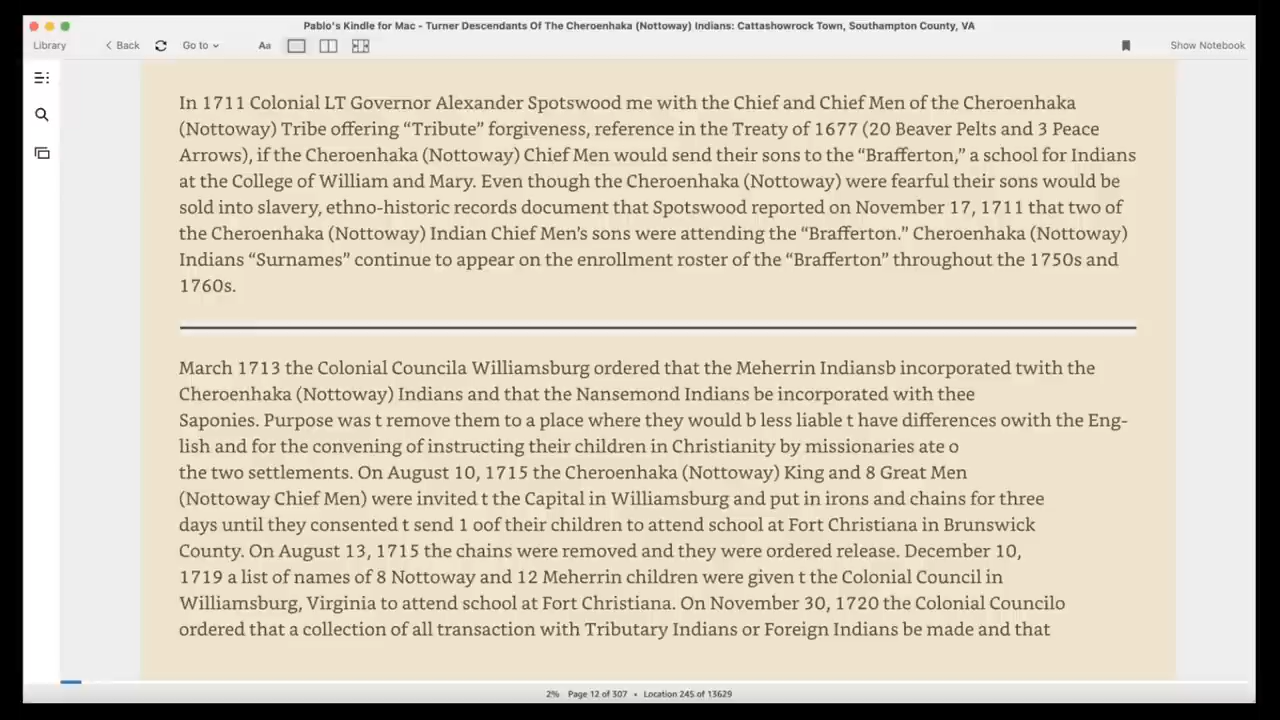 Pablo's Kindle for Mac - Turner Descendants Of The Cheroenhaka (Nottoway) Indians: Cattashowrock Town, Southampton County, VA
Library
Back
Go to
Aa
Show Notebook
In 1711 Colonial LT Governor Alexander Spotswood me with the Chief and Chief Men of the Cheroenhaka
(Nottoway) Tribe offering “Tribute” forgiveness, reference in the Treaty of 1677 (20 Beaver Pelts and 3 Peace
Arrows), if the Cheroenhaka (Nottoway) Chief Men would send their sons to the “Brafferton,” a school for Indians
at the College of William and Mary. Even though the Cheroenhaka (Nottoway) were fearful their sons would be
sold into slavery, ethno-historic records document that Spotswood reported on November 17, 1711 that two of
the Cheroenhaka (Nottoway) Indian Chief Men’s sons were attending the “Brafferton.” Cheroenhaka (Nottoway)
Indians “Surnames” continue to appear on the enrollment roster of the “Brafferton” throughout the 1750s and
1760s.
March 1713 the Colonial Councila Williamsburg ordered that the Meherrin Indiansb incorporated twith the
Cheroenhaka (Nottoway) Indians and that the Nansemond Indians be incorporated with thee
Saponies. Purpose was t remove them to a place where they would b less liable t have differences owith the Eng-
lish and for the convening of instructing their children in Christianity by missionaries ate o
the two settlements. On August 10, 1715 the Cheroenhaka (Nottoway) King and 8 Great Men
(Nottoway Chief Men) were invited t the Capital in Williamsburg and put in irons and chains for three
days until they consented t send 1 oof their children to attend school at Fort Christiana in Brunswick
County. On August 13, 1715 the chains were removed and they were ordered release. December 10,
1719 a list of names of 8 Nottoway and 12 Meherrin children were given t the Colonial Council in
Williamsburg, Virginia to attend school at Fort Christiana. On November 30, 1720 the Colonial Councilo
ordered that a collection of all transaction with Tributary Indians or Foreign Indians be made and that
2% Page 12 of 307 • Location 245 of 13629